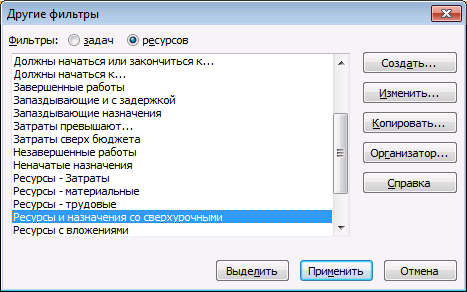 Другие фильтры
Фильтры: задач ресурсов
Должны начаться или закончиться к...
Должны начаться к...
Завершенные работы
Запаздывающие и с задержкой
Запаздывающие назначения
Затраты превышают...
Затраты сверх бюджета
Незавершенные работы
Неначатые назначения
Ресурсы - Затраты
Ресурсы - материальные
Ресурсы - трудовые
Ресурсы и назначения со сверхурочными
Ресурсы с вложениями
Создать...
Изменить...
Копировать...
Организатор...
Справка
Выделить Применить Отмена